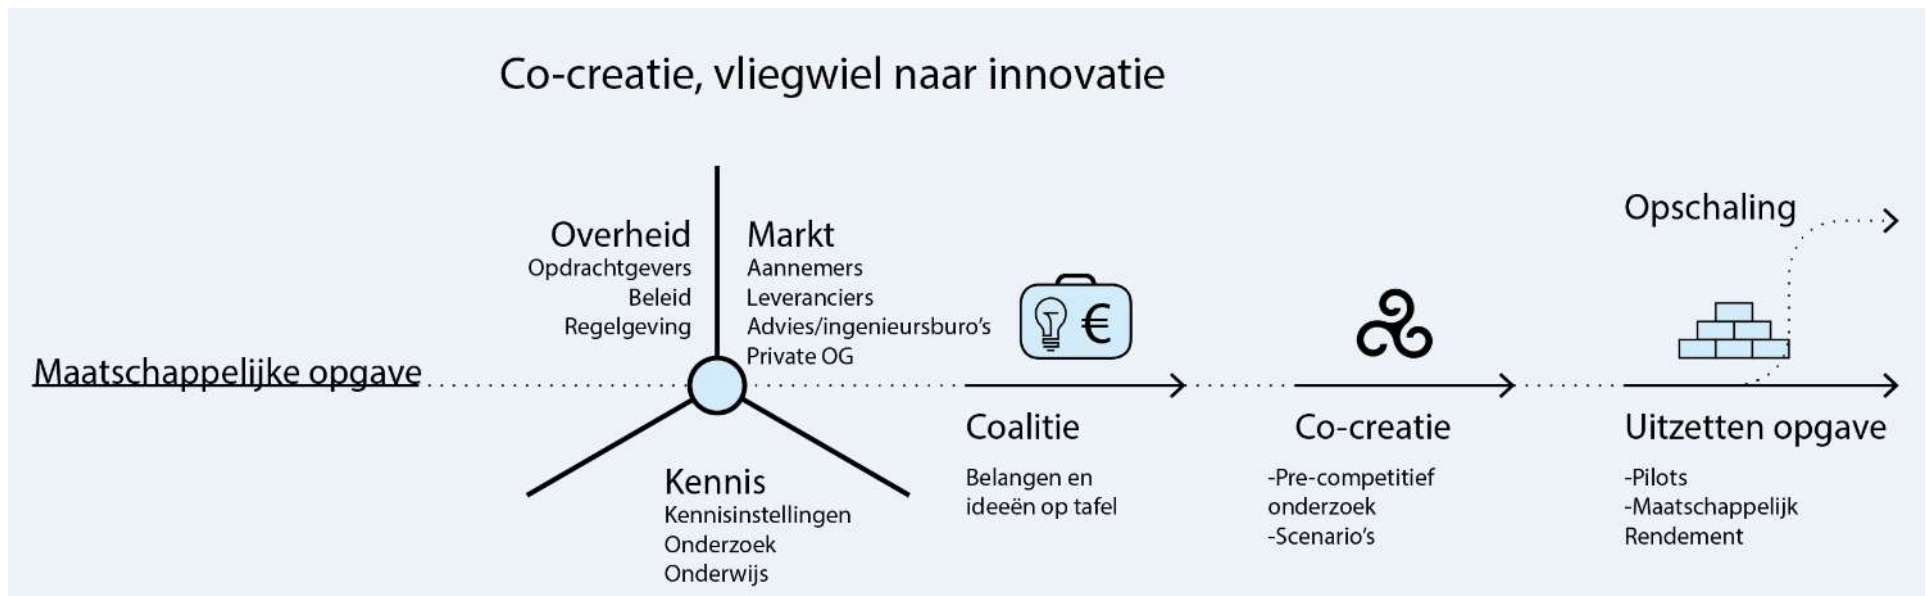 Co-creatie, vliegwiel naar innovatie
Maatschappelijke opgave
Overheid
Opdrachtgevers
Beleid
Regelgeving
Markt
Aannemers
Leveranciers
Advies/ingenieursburo's
Private OG
Kennis
Kennisinstellingen
Onderzoek
Onderwijs
€
Coalitie
Belangen en
ideeën op tafel
Co-creatie
-Pre-competitief
onderzoek
-Scenario's
Opschaling
Uitzetten opgave
-Pilots
-Maatschappelijk
Rendement